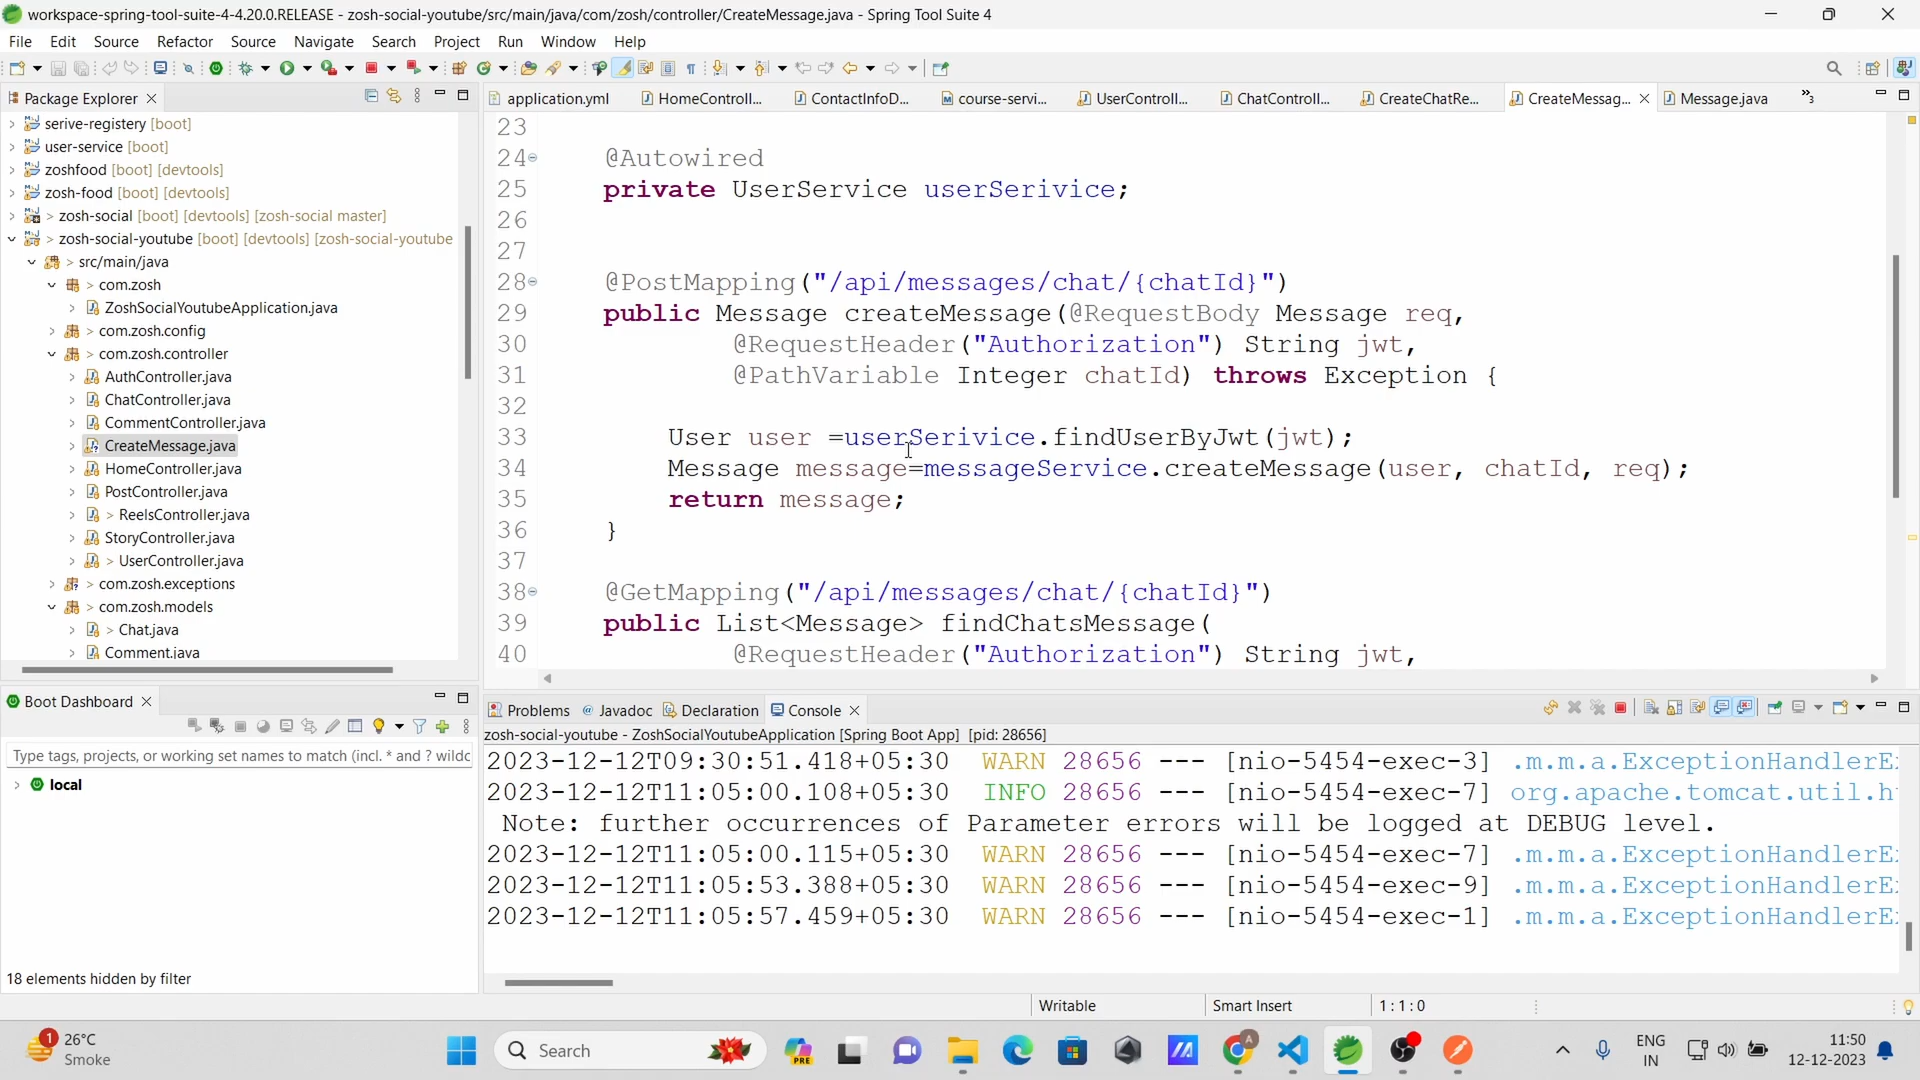 workspace-spring-tool-suite-4-4.20.0.RELEASE - zosh-social-youtube/src/main/java/com/zosh/controller/CreateMessage.java - Spring Tool Suite 4
File Edit Source Refactor Source Navigate Search Project Run Window Help
Package Explorer
serive-registery [boot]
user-service [boot]
zoshfood [boot] [devtools]
zosh-food [boot] [devtools]
> zosh-social [boot] [devtools] [zosh-social master]
> zosh-social-youtube [boot] [devtools] [zosh-social-youtube
> src/main/java
> com.zosh
ZoshSocialYoutubeApplication.java
> com.zosh.config
> com.zosh.controller
AuthController.java
ChatController.java
CommentController.java
CreateMessage.java
HomeController.java
PostController.java
> ReelsController.java
StoryController.java
> UserController.java
> com.zosh.exceptions
> com.zosh.models
> Chat.java
Comment.java
Boot Dashboard
Type tags, projects, or working set names to match (incl. * and ? wildc
local
18 elements hidden by filter
application.yml HomeControll... ContactInfoD... course-servi... UserControll... ChatControll... CreateChatRe... CreateMessag... Message.java »3
23
24 @Autowired
25 private UserService userSerivice;
26
27
28 @PostMapping("/api/messages/chat/{chatId}")
29 public Message createMessage(@RequestBody Message req,
30 @RequestHeader("Authorization") String jwt,
31 @PathVariable Integer chatId) throws Exception {
32
33 User user =userSerivice.findUserByJwt(jwt);
34 Message message=messageService.createMessage(user, chatId, req);
35 return message;
36 }
37
38 @GetMapping("/api/messages/chat/{chatId}")
39 public List<Message> findChatsMessage(
40 @RequestHeader("Authorization") String jwt,
Problems Javadoc Declaration Console
zosh-social-youtube - ZoshSocialYoutubeApplication [Spring Boot App] [pid: 28656]
2023-12-12T09:30:51.418+05:30 WARN 28656 --- [nio-5454-exec-3] .m.m.a.ExceptionHandlerEx
2023-12-12T11:05:00.108+05:30 INFO 28656 --- [nio-5454-exec-7] org.apache.tomcat.util.ht
Note: further occurrences of Parameter errors will be logged at DEBUG level.
2023-12-12T11:05:00.115+05:30 WARN 28656 --- [nio-5454-exec-7] .m.m.a.ExceptionHandlerEx
2023-12-12T11:05:53.388+05:30 WARN 28656 --- [nio-5454-exec-9] .m.m.a.ExceptionHandlerEx
2023-12-12T11:05:57.459+05:30 WARN 28656 --- [nio-5454-exec-1] .m.m.a.ExceptionHandlerEx
Writable Smart Insert 1 : 1 : 0
1 26°C
Smoke
Search
PRE
A
ENG
IN
11:50
12-12-2023